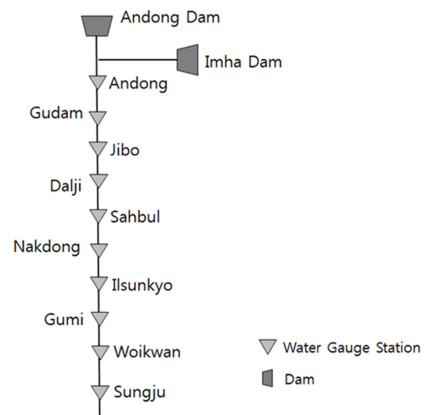 Andong Dam
Imha Dam
Andong
Gudam
Jibo
Dalji
Sahbul
Nakdong
Ilsunkyo
Gumi
Woikwan
Sungju
Water Gauge Station
Dam